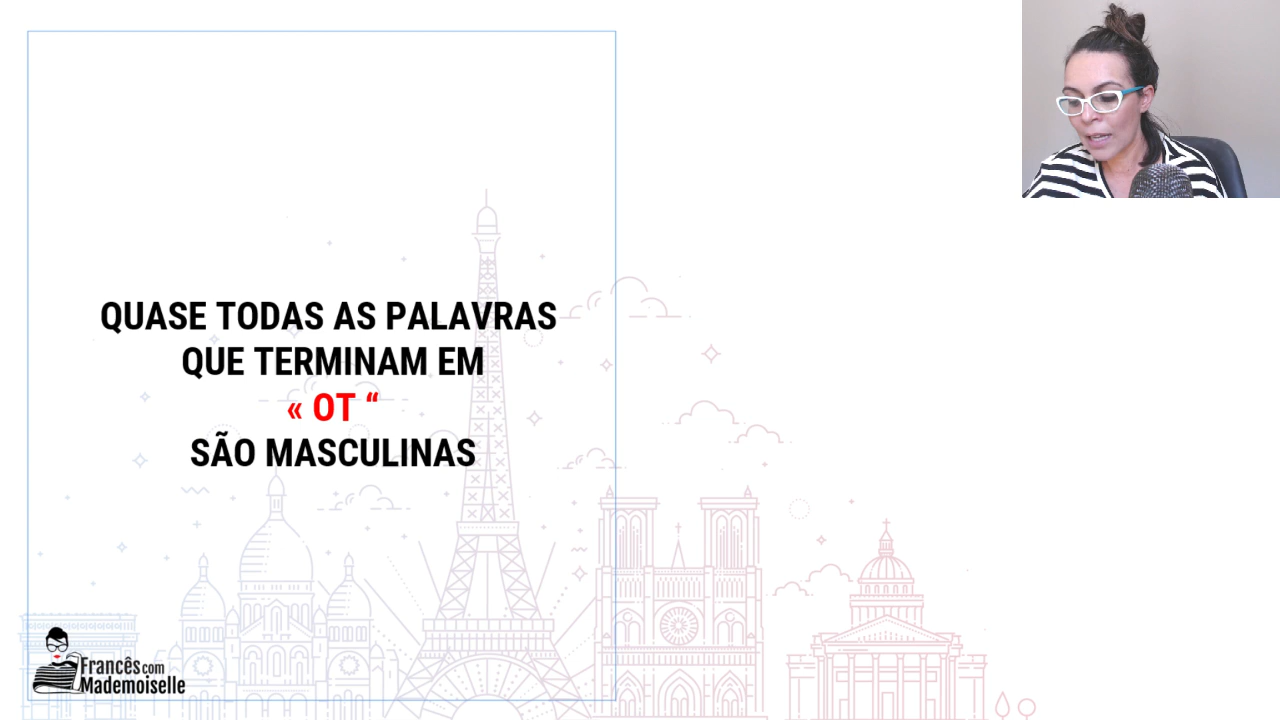 QUASE TODAS AS PALAVRAS
QUE TERMINAM EM
« OT “
SÃO MASCULINAS
Francês com
Mademoiselle